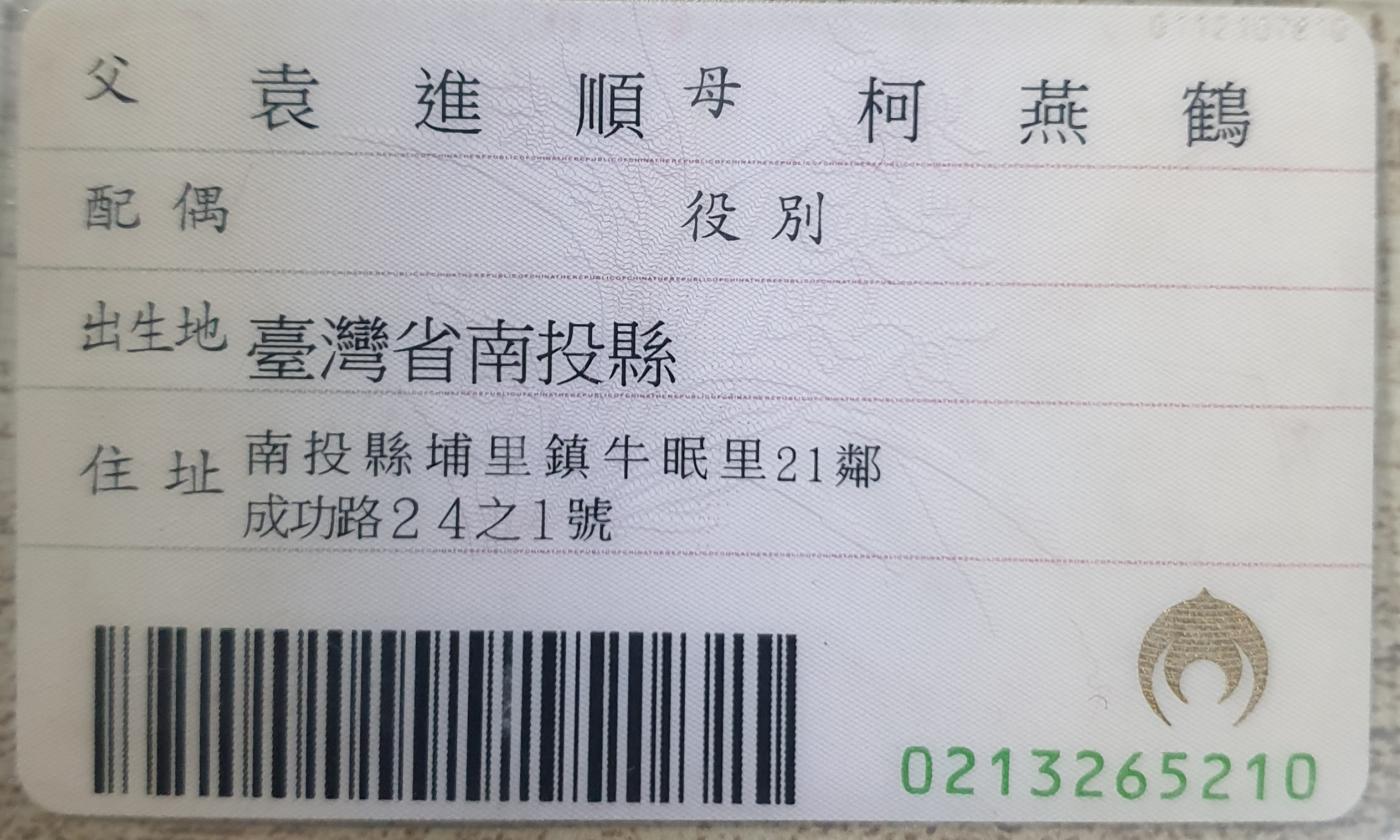 父 袁進順 母 柯燕鶴
配偶 役別
出生地 臺灣省南投縣
住址 南投縣埔里鎮牛眠里21鄰
成功路24之1號
0213265210